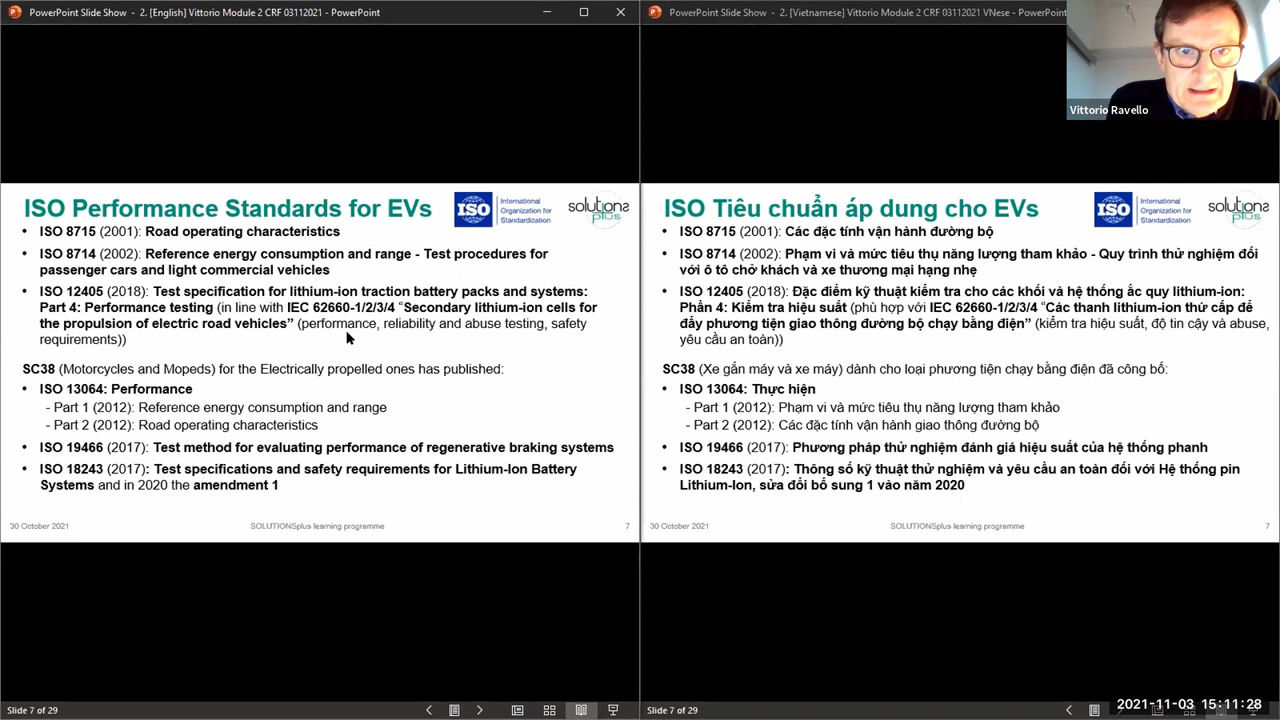 PowerPoint Slide Show - 2. [English] Vittorio Module 2 CRF 03112021 - PowerPoint
ISO Performance Standards for EVs
ISO
International
Organization for
Standardization
solutions
plus
• ISO 8715 (2001): Road operating characteristics
• ISO 8714 (2002): Reference energy consumption and range - Test procedures for
passenger cars and light commercial vehicles
• ISO 12405 (2018): Test specification for lithium-ion traction battery packs and systems:
Part 4: Performance testing (in line with IEC 62660-1/2/3/4 “Secondary lithium-ion cells for
the propulsion of electric road vehicles” (performance, reliability and abuse testing, safety
requirements))
SC38 (Motorcycles and Mopeds) for the Electrically propelled ones has published:
• ISO 13064: Performance
- Part 1 (2012): Reference energy consumption and range
- Part 2 (2012): Road operating characteristics
• ISO 19466 (2017): Test method for evaluating performance of regenerative braking systems
• ISO 18243 (2017): Test specifications and safety requirements for Lithium-Ion Battery
Systems and in 2020 the amendment 1
30 October 2021
SOLUTIONSplus learning programme
7
Slide 7 of 29
PowerPoint Slide Show - 2. [Vietnamese] Vittorio Module 2 CRF 03112021 VNese - PowerPoint
Vittorio Ravello
ISO Tiêu chuẩn áp dung cho EVs
ISO
International
Organization for
Standardization
solutions
plus
• ISO 8715 (2001): Các đặc tính vận hành đường bộ
• ISO 8714 (2002): Phạm vi và mức tiêu thụ năng lượng tham khảo - Quy trình thử nghiệm đối
với ô tô chở khách và xe thương mại hạng nhẹ
• ISO 12405 (2018): Đặc điểm kỹ thuật kiểm tra cho các khối và hệ thống ắc quy lithium-ion:
Phần 4: Kiểm tra hiệu suất (phù hợp với IEC 62660-1/2/3/4 “Các thanh lithium-ion thứ cấp để
đẩy phương tiện giao thông đường bộ chạy bằng điện” (kiểm tra hiệu suất, độ tin cậy và abuse,
yêu cầu an toàn))
SC38 (Xe gắn máy và xe máy) dành cho loại phương tiện chạy bằng điện đã công bố:
• ISO 13064: Thực hiện
- Part 1 (2012): Phạm vi và mức tiêu thụ năng lượng tham khảo
- Part 2 (2012): Các đặc tính vận hành giao thông đường bộ
• ISO 19466 (2017): Phương pháp thử nghiệm đánh giá hiệu suất của hệ thống phanh
• ISO 18243 (2017): Thông số kỹ thuật thử nghiệm và yêu cầu an toàn đối với Hệ thống pin
Lithium-Ion, sửa đổi bổ sung 1 vào năm 2020
30 October 2021
SOLUTIONSplus learning programme
7
Slide 7 of 29
2021-11-03 15:11:28